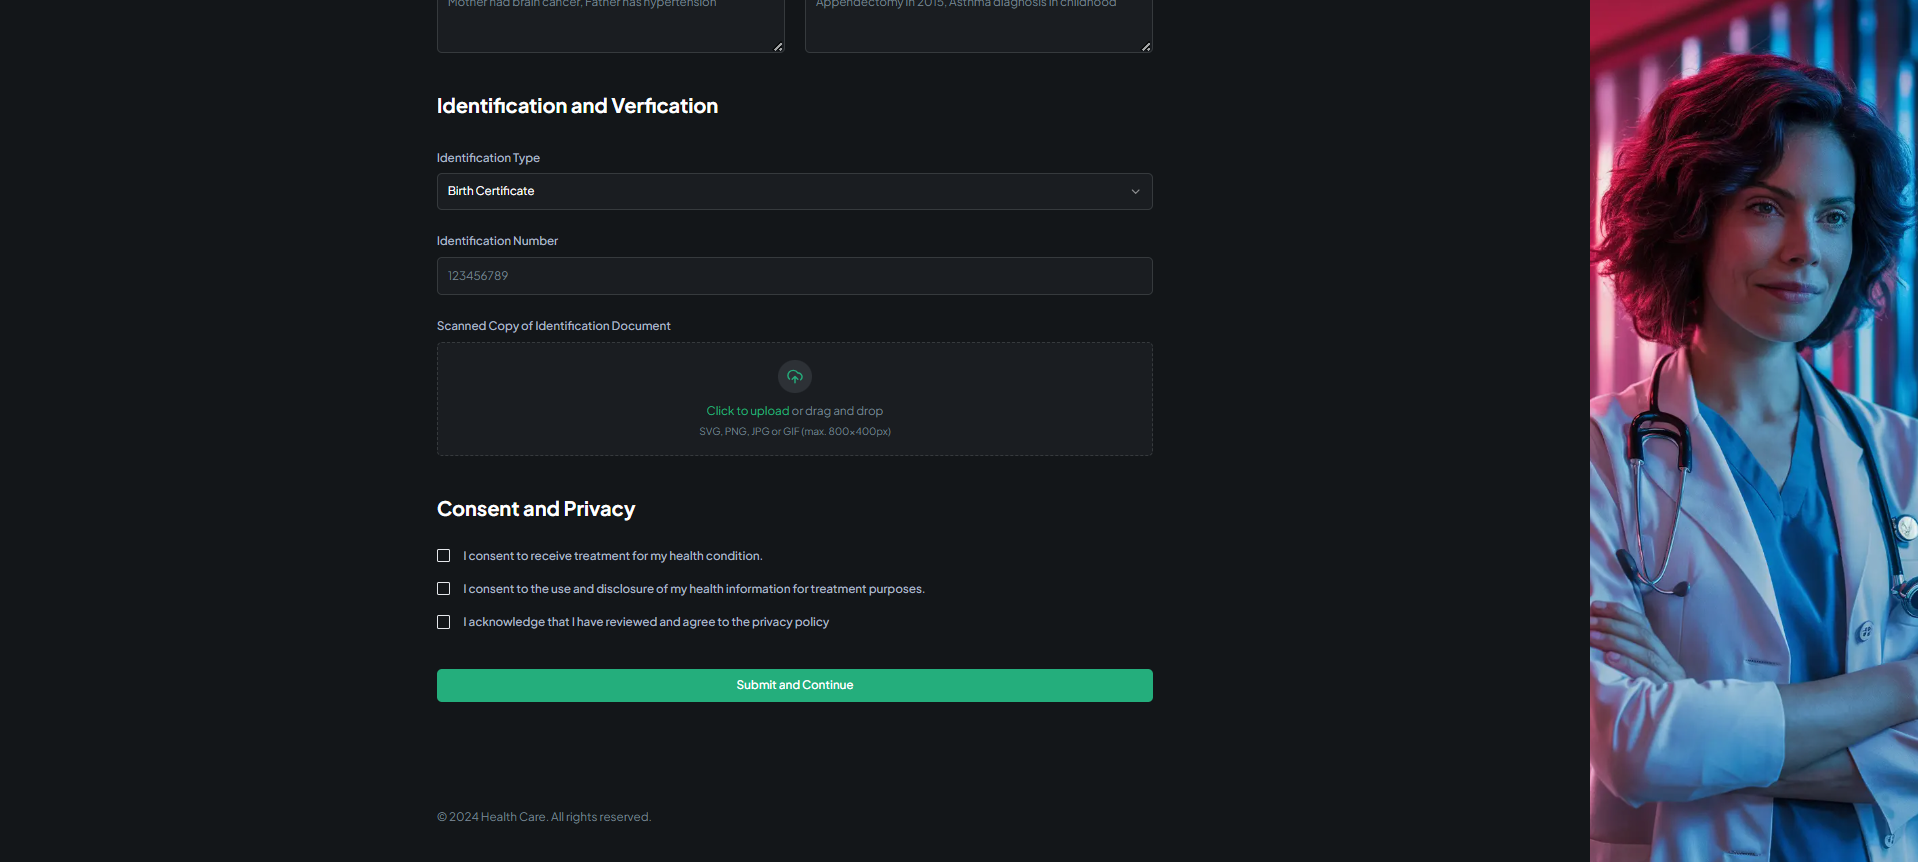 Mother had brain cancer, Father has hypertension
Appendectomy in 2015, Asthma diagnosis in childhood
Identification and Verfication
Identification Type
Birth Certificate
Identification Number
123456789
Scanned Copy of Identification Document
Click to upload or drag and drop
SVG, PNG, JPG or GIF (max. 800×400px)
Consent and Privacy
I consent to receive treatment for my health condition.
I consent to the use and disclosure of my health information for treatment purposes.
I acknowledge that I have reviewed and agree to the privacy policy
Submit and Continue
© 2024 Health Care. All rights reserved.